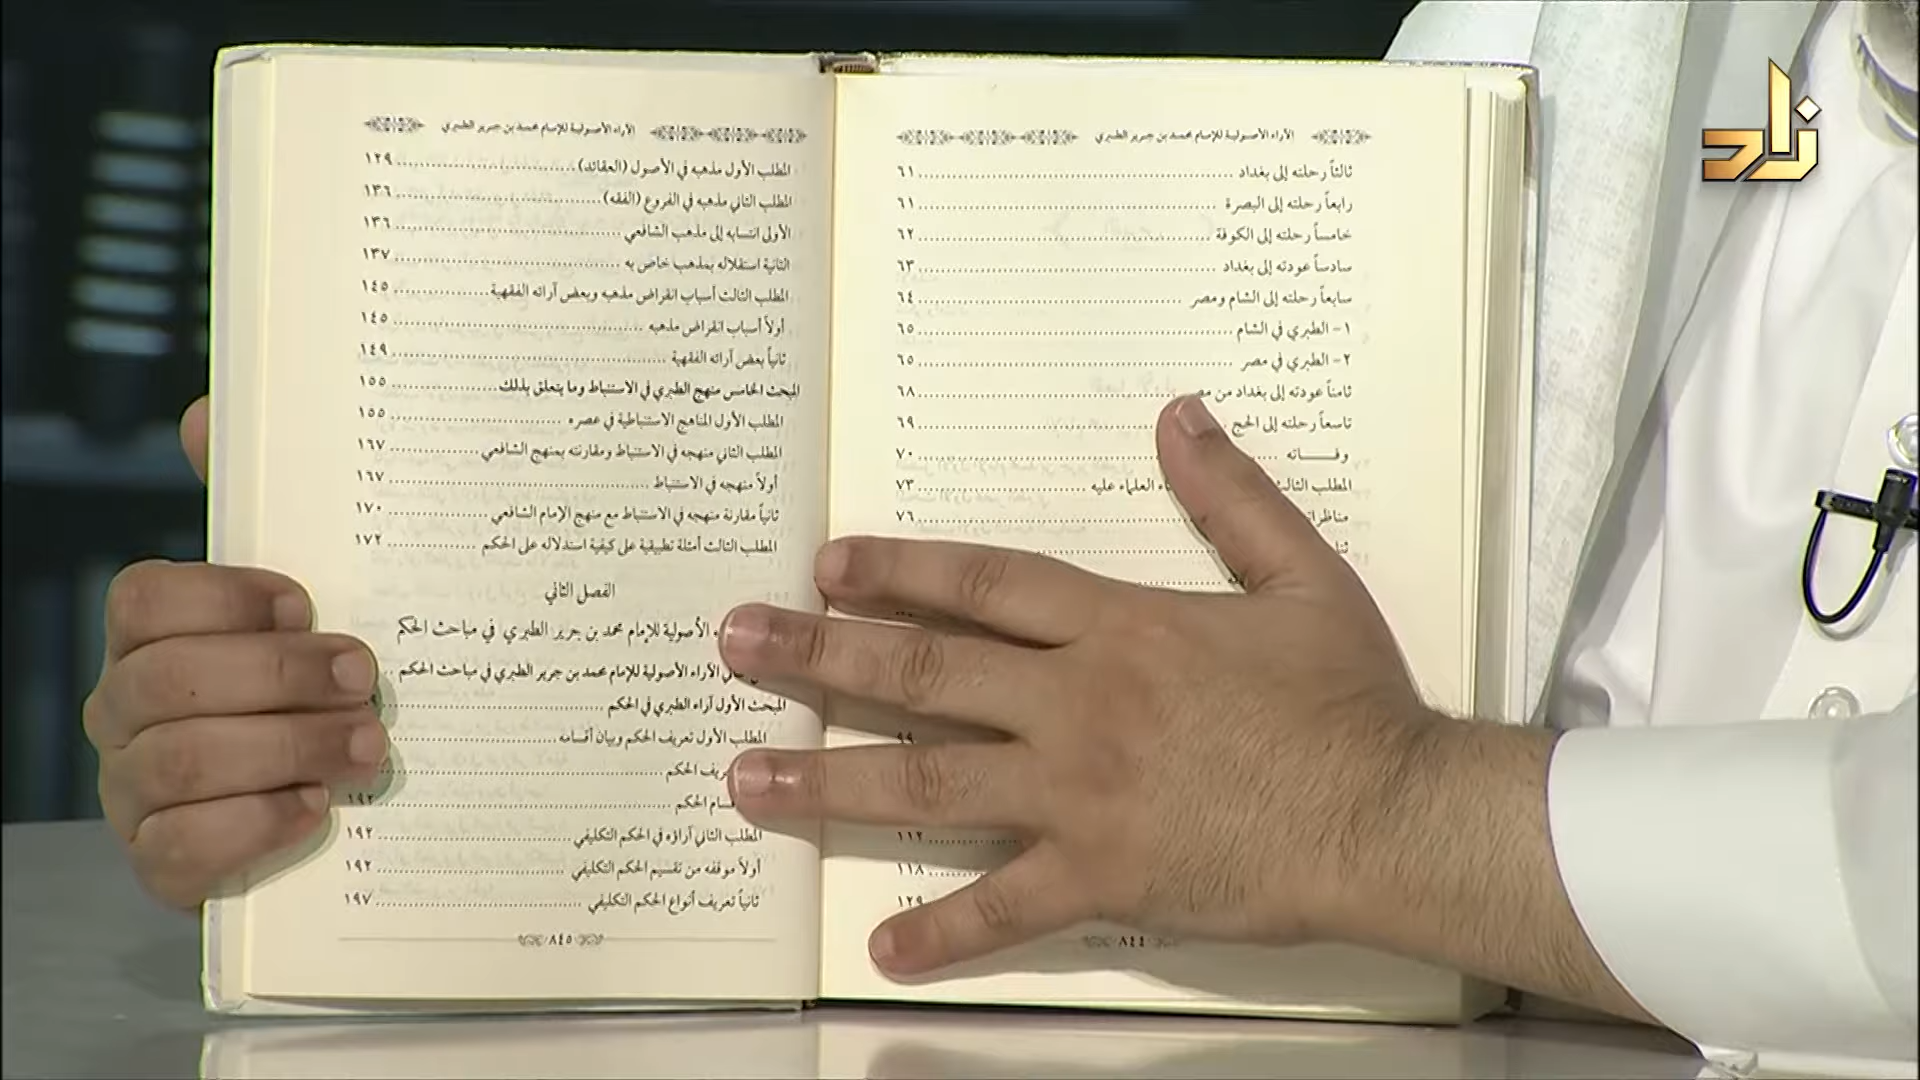 الآراء الأصولية للإمام محمد بن جرير الطبري
ثالثاً رحلته إلى بغداد ........ ٦١
رابعاً رحلته إلى البصرة ........ ٦١
خامساً رحلته إلى الكوفة ........ ٦٢
سادساً عودته إلى بغداد ........ ٦٣
سابعاً رحلته إلى الشام ومصر ........ ٦٤
١- الطبري في الشام ........ ٦٥
٢- الطبري في مصر ........ ٦٥
ثامناً عودته إلى بغداد من ........ ٦٨
تاسعاً رحلته إلى الحج ........ ٦٩
وفـــاته ........ ٧٠
المطلب الثالث العلماء عليه ........ ٧٣
........ ٧٦
٩٩
........ ١١٢
........ ١١٨
........ ١٢٩
٨٤٤
الآراء الأصولية للإمام محمد بن جرير الطبري
المطلب الأول مذهبه في الأصول (العقائد) ........ ١٢٩
المطلب الثاني مذهبه في الفروع (الفقه) ........ ١٣٦
الأولى انتسابه إلى مذهب الشافعي ........ ١٣٦
الثانية استقلاله بمذهب خاص به ........ ١٣٧
المطلب الثالث أسباب انقراض مذهبه وبعض آرائه الفقهية ........ ١٤٥
أولاً أسباب انقراض مذهبه ........ ١٤٥
ثانياً بعض آرائه الفقهية ........ ١٤٩
المبحث الخامس منهج الطبري في الاستنباط وما يتعلق بذلك ........ ١٥٥
المطلب الأول المناهج الاستنباطية في عصره ........ ١٥٥
المطلب الثاني منهجه في الاستنباط ومقارنته بمنهج الشافعي ........ ١٦٧
أولاً منهجه في الاستنباط ........ ١٦٧
ثانياً مقارنة منهجه في الاستنباط مع منهج الإمام الشافعي ........ ١٧٠
المطلب الثالث أمثلة تطبيقية على كيفية استدلاله على الحكم ........ ١٧٢
الفصل الثاني
الأصولية للإمام محمد بن جرير الطبري في مباحث الحكم
الآراء الأصولية للإمام محمد بن جرير الطبري في مباحث الحكم ..
المبحث الأول آراء الطبري في الحكم ........
المطلب الأول تعريف الحكم وبيان أقسامه ........
الحكم ........
الحكم ........ ١٩٢
المطلب الثاني آراؤه في الحكم التكليفي ........ ١٩٢
أولاً موقفه من تقسيم الحكم التكليفي ........ ١٩٢
ثانياً تعريف أنواع الحكم التكليفي ........ ١٩٧
٨٤٥
زاد